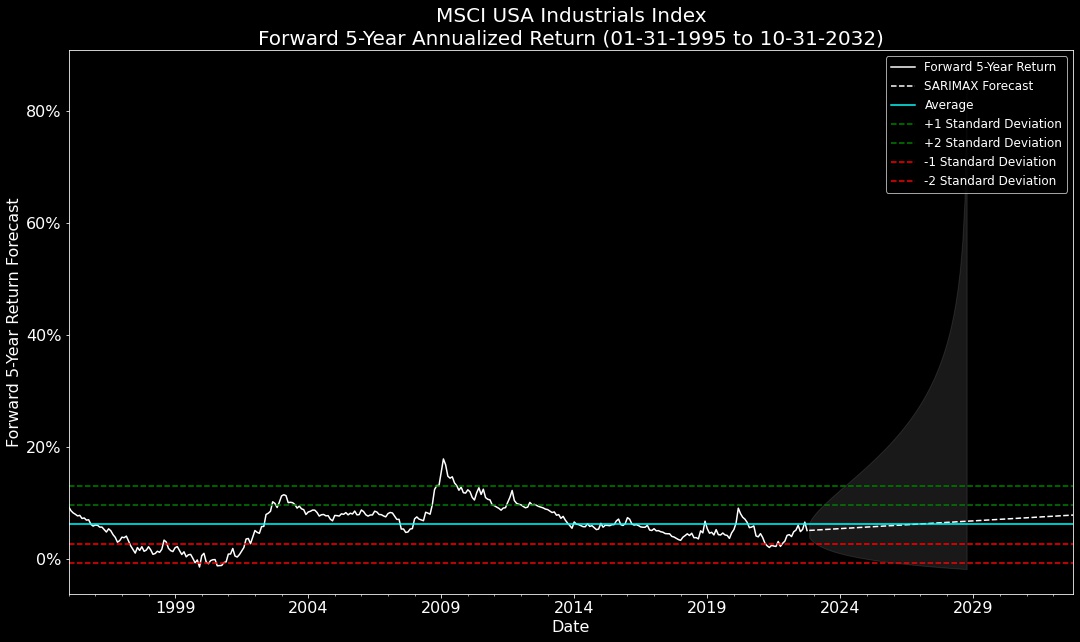 MSCI USA Industrials Index
Forward 5-Year Annualized Return (01-31-1995 to 10-31-2032)
Forward 5-Year Return
SARIMAX Forecast
Average
+1 Standard Deviation
+2 Standard Deviation
-1 Standard Deviation
-2 Standard Deviation
Forward 5-Year Return Forecast
80%
60%
40%
20%
0%
1999
2004
2009
2014
2019
2024
2029
Date